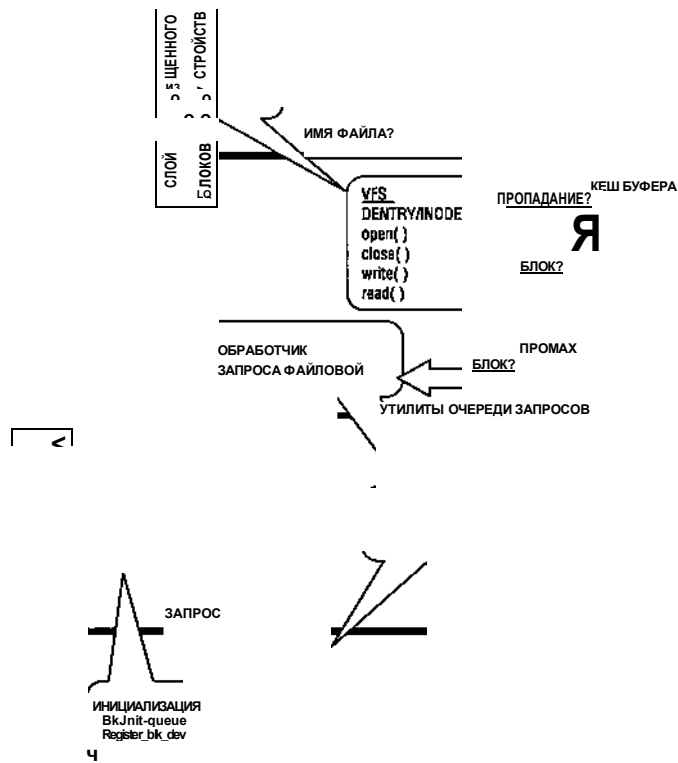 ЩЕННОГО
СТРОЙСТВ
СЛОЙ
БЛОКОВ
ИМЯ ФАЙЛА?
VFS
DENTRY/INODE
open( )
close( )
write( )
read( )
КЕШ БУФЕРА
ПРОПАДАНИЕ?
Я
БЛОК?
ОБРАБОТЧИК
ЗАПРОСА ФАЙЛОВОЙ
ПРОМАХ
БЛОК?
УТИЛИТЫ ОЧЕРЕДИ ЗАПРОСОВ
ЗАПРОС
ИНИЦИАЛИЗАЦИЯ
BkJnit-queue
Register_blk_dev
Ч